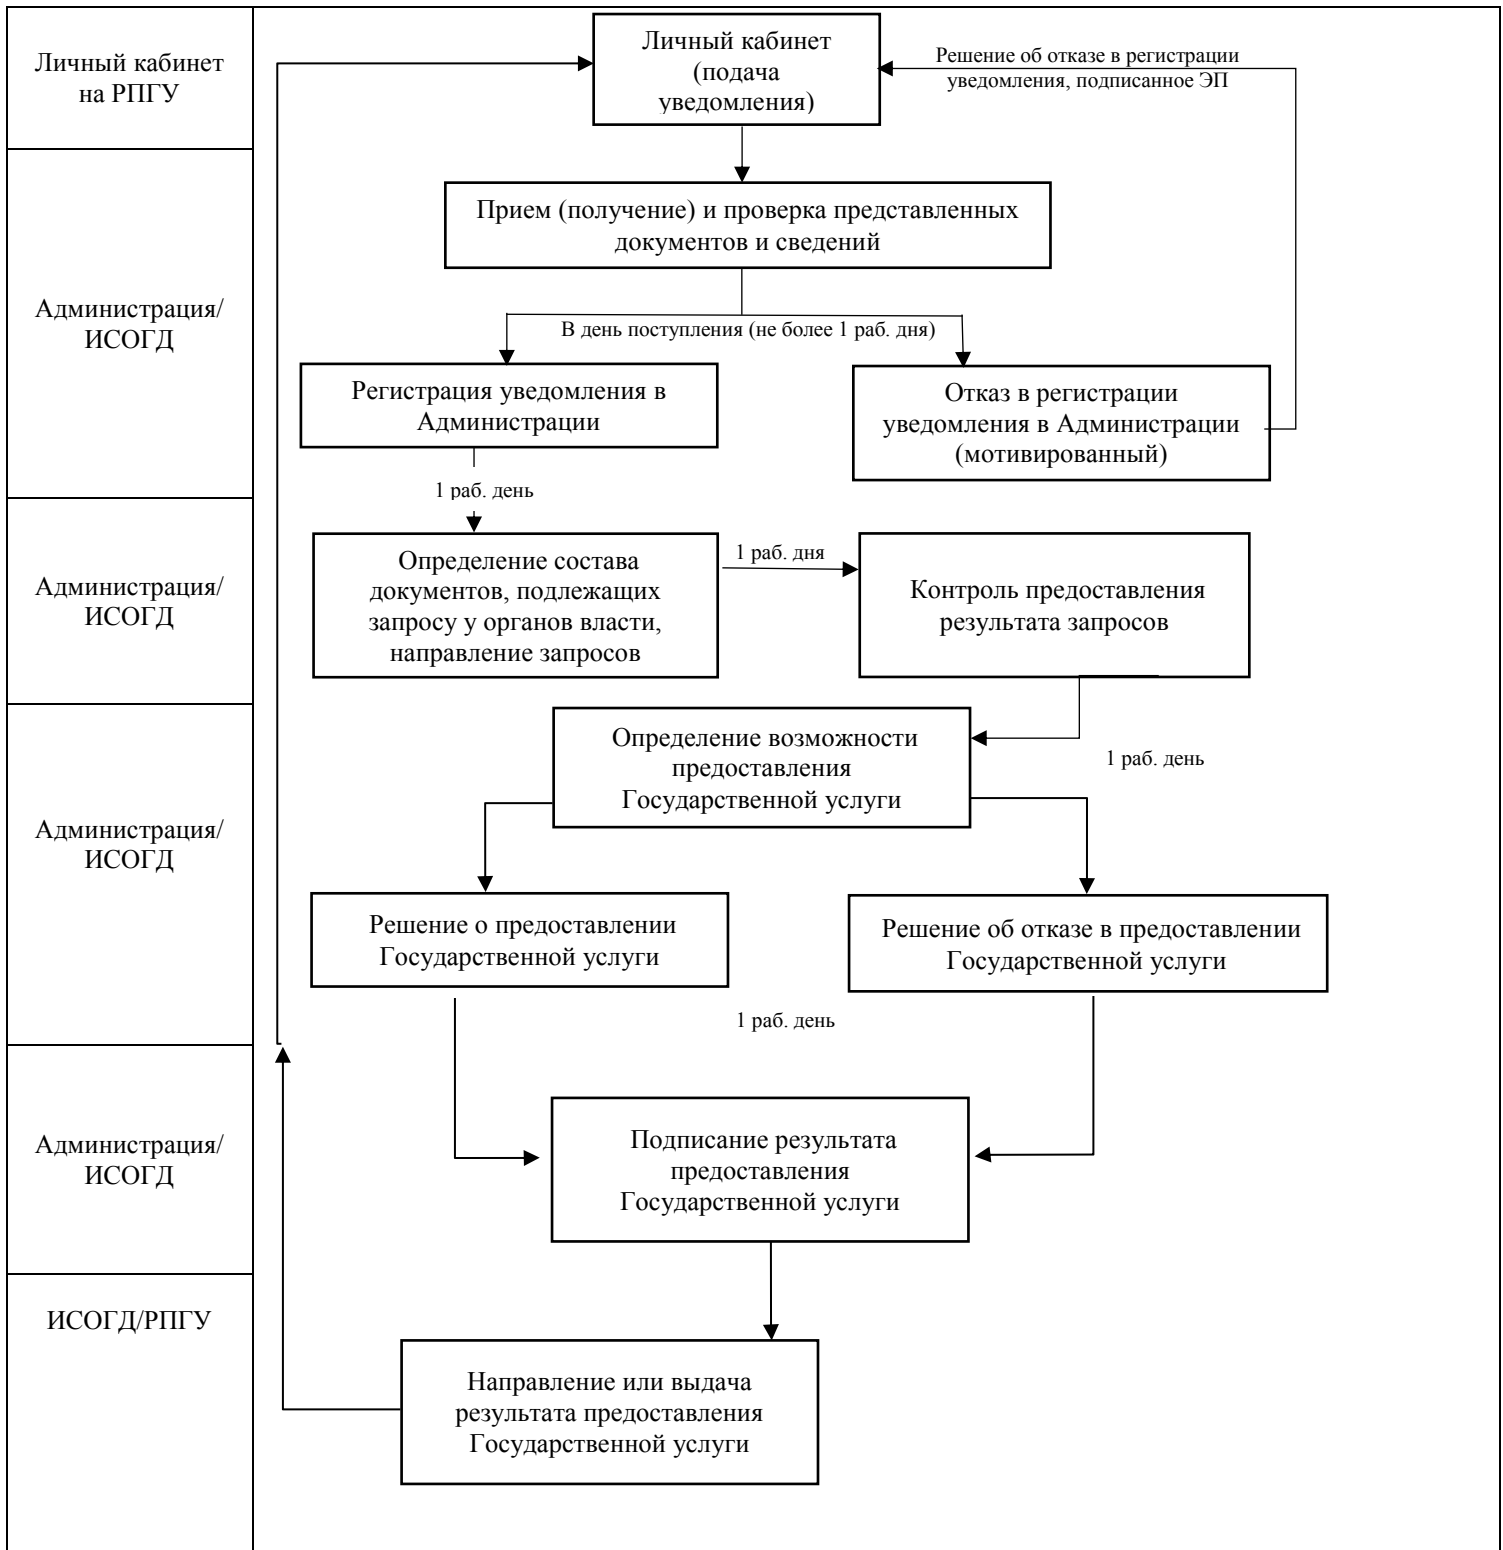 Личный кабинет
на РПГУ
Личный кабинет
(подача
уведомления)
Решение об отказе в регистрации
уведомления, подписанное ЭП
Администрация/
ИСОГД
Прием (получение) и проверка представленных
документов и сведений
В день поступления (не более 1 раб. дня)
Регистрация уведомления в
Администрации
Отказ в регистрации
уведомления в Администрации
(мотивированный)
1 раб. день
Администрация/
ИСОГД
Определение состава
документов, подлежащих
запросу у органов власти,
направление запросов
1 раб. дня
Контроль предоставления
результата запросов
Администрация/
ИСОГД
Определение возможности
предоставления
Государственной услуги
1 раб. день
Решение о предоставлении
Государственной услуги
Решение об отказе в предоставлении
Государственной услуги
1 раб. день
Администрация/
ИСОГД
Подписание результата
предоставления
Государственной услуги
ИСОГД/РПГУ
Направление или выдача
результата предоставления
Государственной услуги